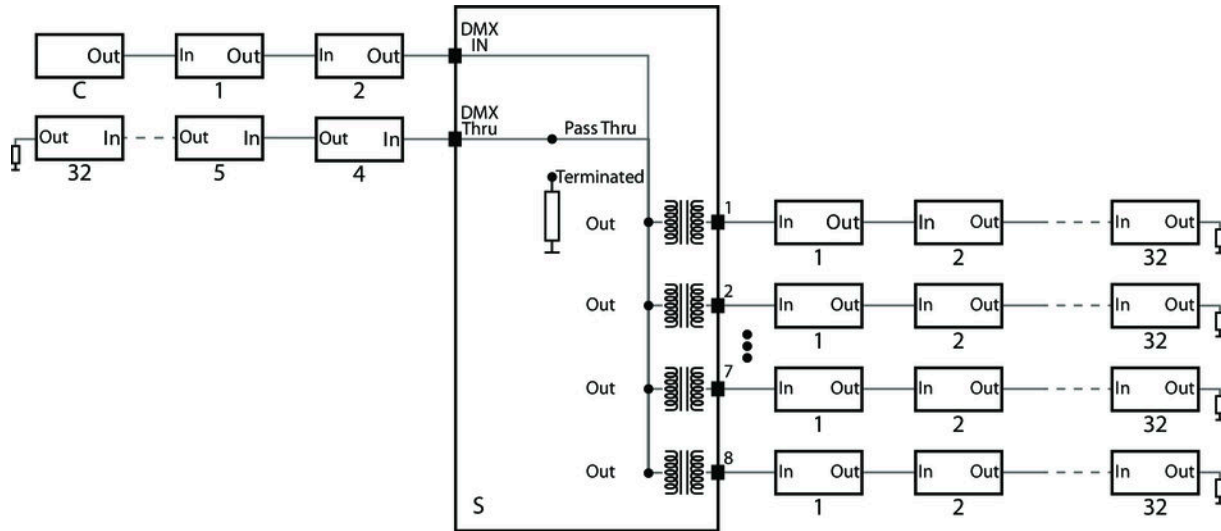 DMX
IN
Out
In Out
In Out
C
1
2
DMX
Thru
Pass Thru
Out In
Out In
Out In
32
5
4
Terminated
Out
1
In Out
In Out
In Out
1
2
32
Out
2
In Out
In Out
In Out
1
2
32
Out
7
In Out
In Out
In Out
1
2
32
Out
8
In Out
In Out
In Out
1
2
32
S